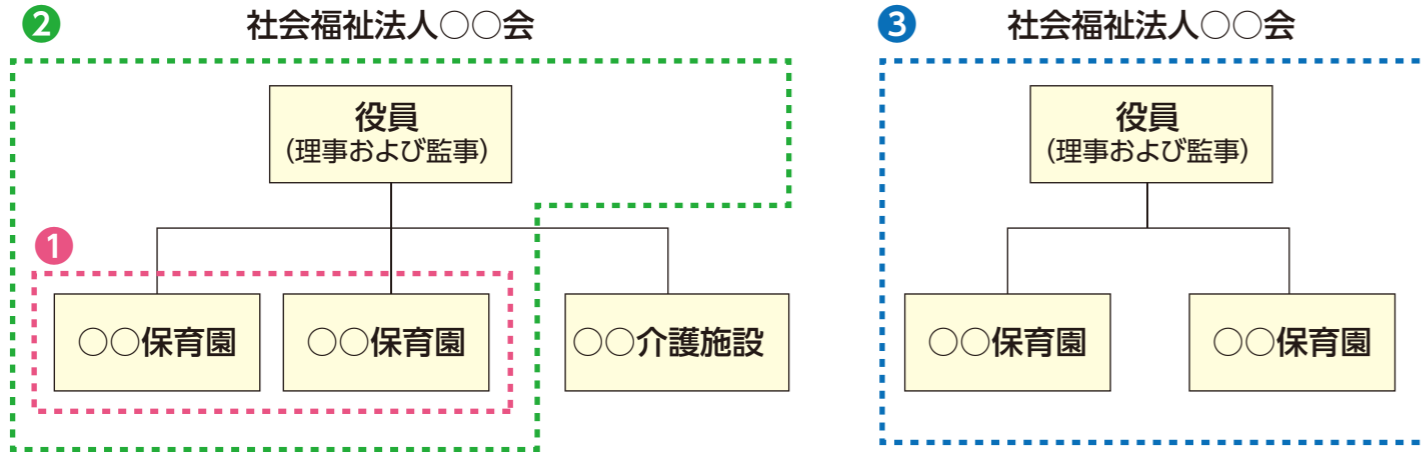 ❷
社会福祉法人○○会
役員
（理事および監事）
❶
○○保育園
○○保育園
○○介護施設
❸
社会福祉法人○○会
役員
（理事および監事）
○○保育園
○○保育園